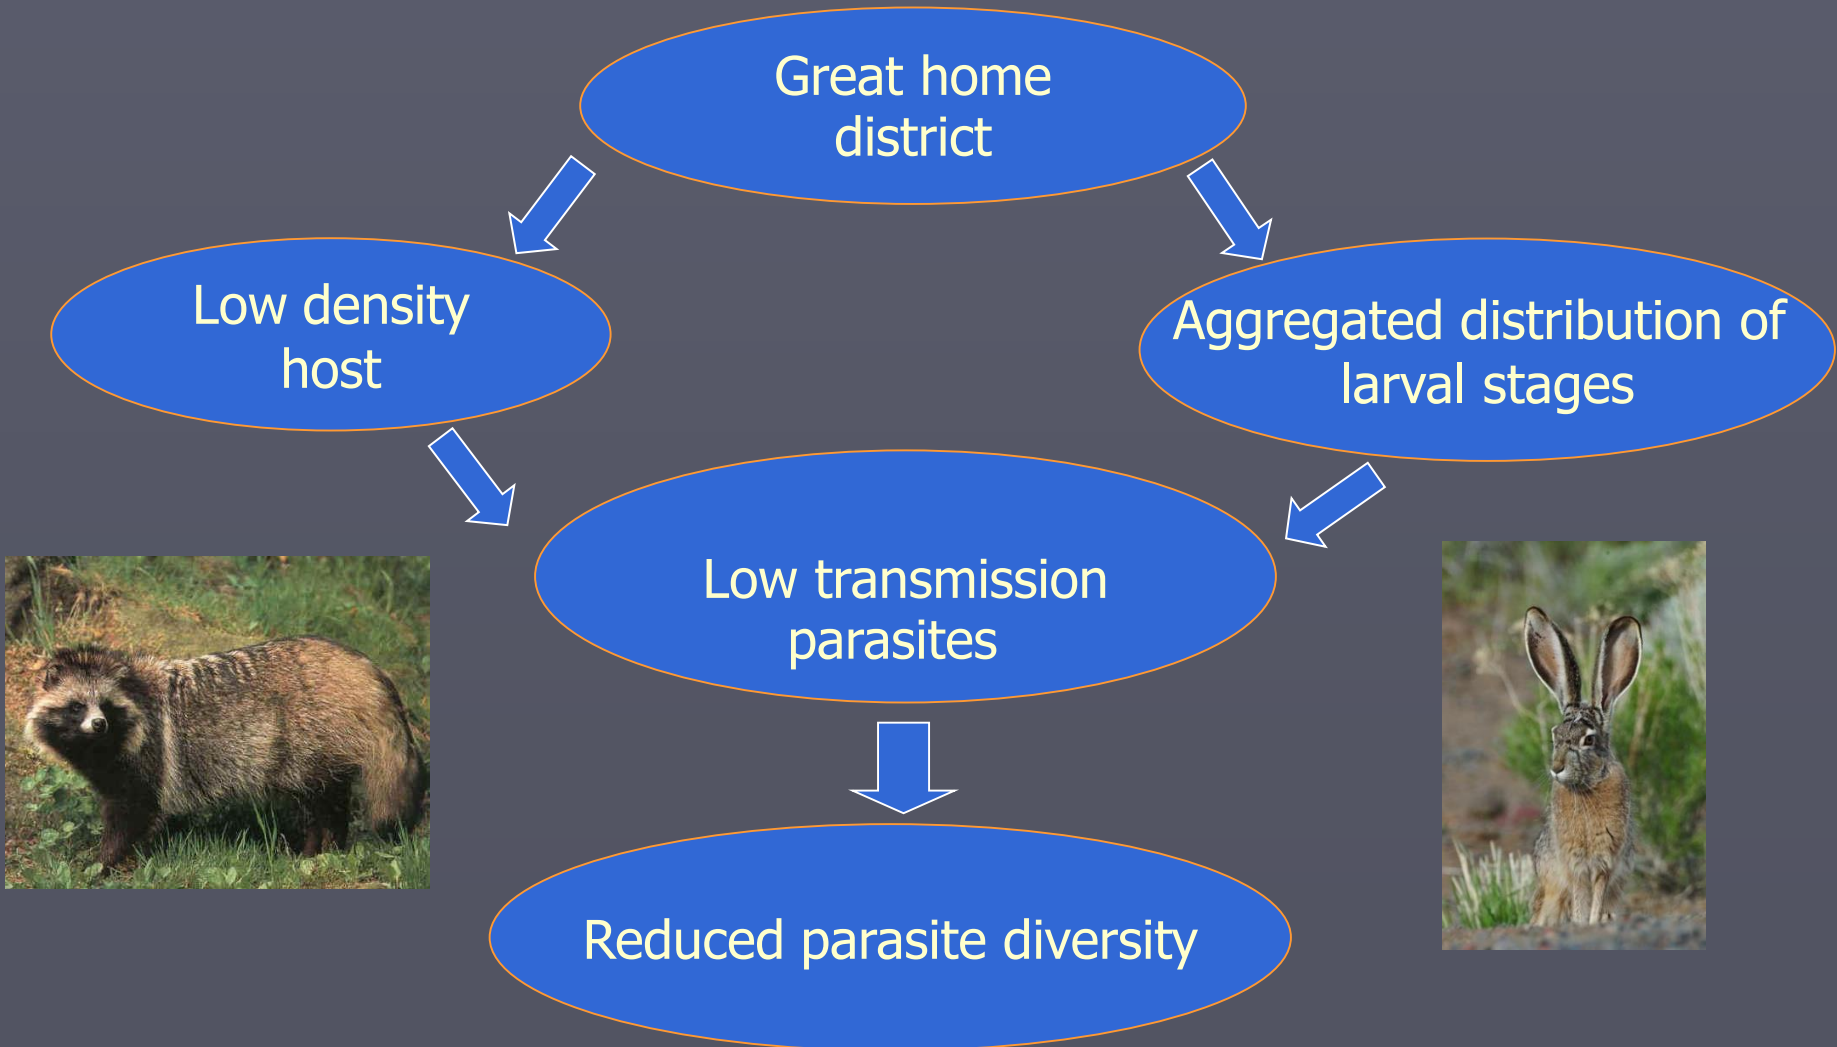 Great home
district
Low density
host
Aggregated distribution of
larval stages
Low transmission
parasites
Reduced parasite diversity